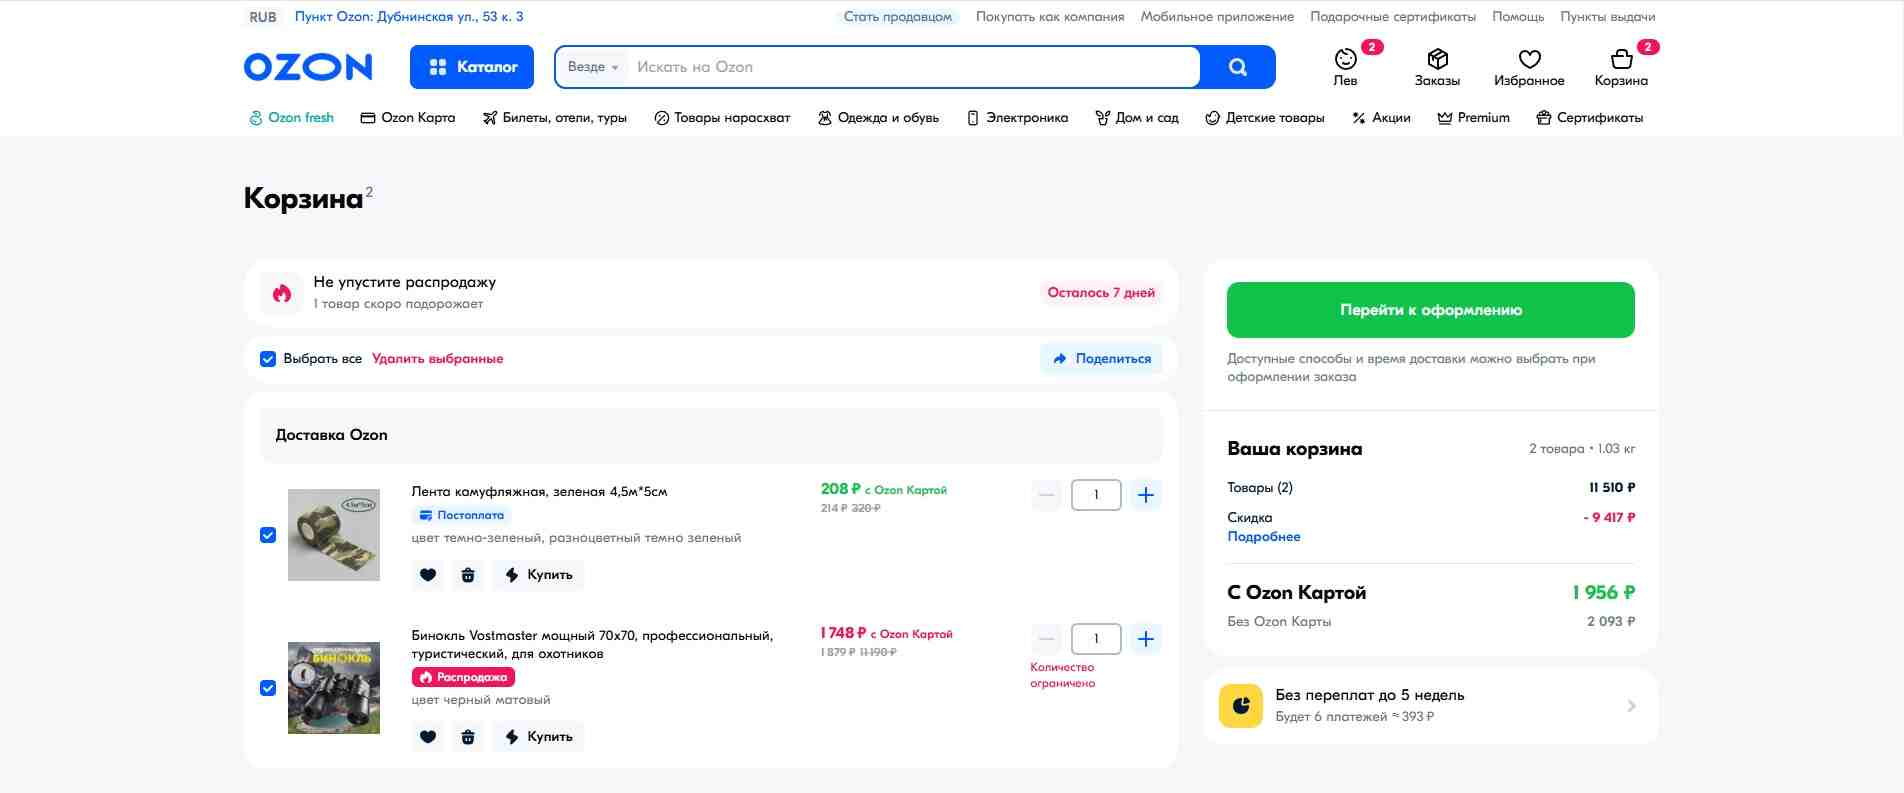 RUB Пункт Ozon: Дубнинская ул., 53 к. 3 Стать продавцом Покупать как компания Мобильное приложение Подарочные сертификаты Помощь Пункты выдачи
OZON Каталог Везде Искать на Ozon 2 Лев Заказы Избранное 2 Корзина
Ozon fresh Ozon Карта Билеты, отели, туры Товары нарасхват Одежда и обувь Электроника Дом и сад Детские товары Акции Premium Сертификаты
Корзина 2
Не упустите распродажу
1 товар скоро подорожает
Осталось 7 дней
Выбрать все Удалить выбранные Поделиться
Доставка Ozon
Лента камуфляжная, зеленая 4,5м*5см
Постоплата
цвет темно-зеленый, разноцветный темно зеленый
Купить
208 ₽ с Ozon Картой
214 ₽ 320 ₽
1
Бинокль Vostmaster мощный 70x70, профессиональный,
туристический, для охотников
Распродажа
цвет черный матовый
Купить
БИНОКЛЬ
1 748 ₽ с Ozon Картой
1 879 ₽ 11 190 ₽
1
Количество
ограничено
Перейти к оформлению
Доступные способы и время доставки можно выбрать при
оформлении заказа
Ваша корзина 2 товара • 1.03 кг
Товары (2) 11 510 ₽
Скидка - 9 417 ₽
Подробнее
С Ozon Картой 1 956 ₽
Без Ozon Карты 2 093 ₽
Без переплат до 5 недель
Будет 6 платежей ≈ 393 ₽